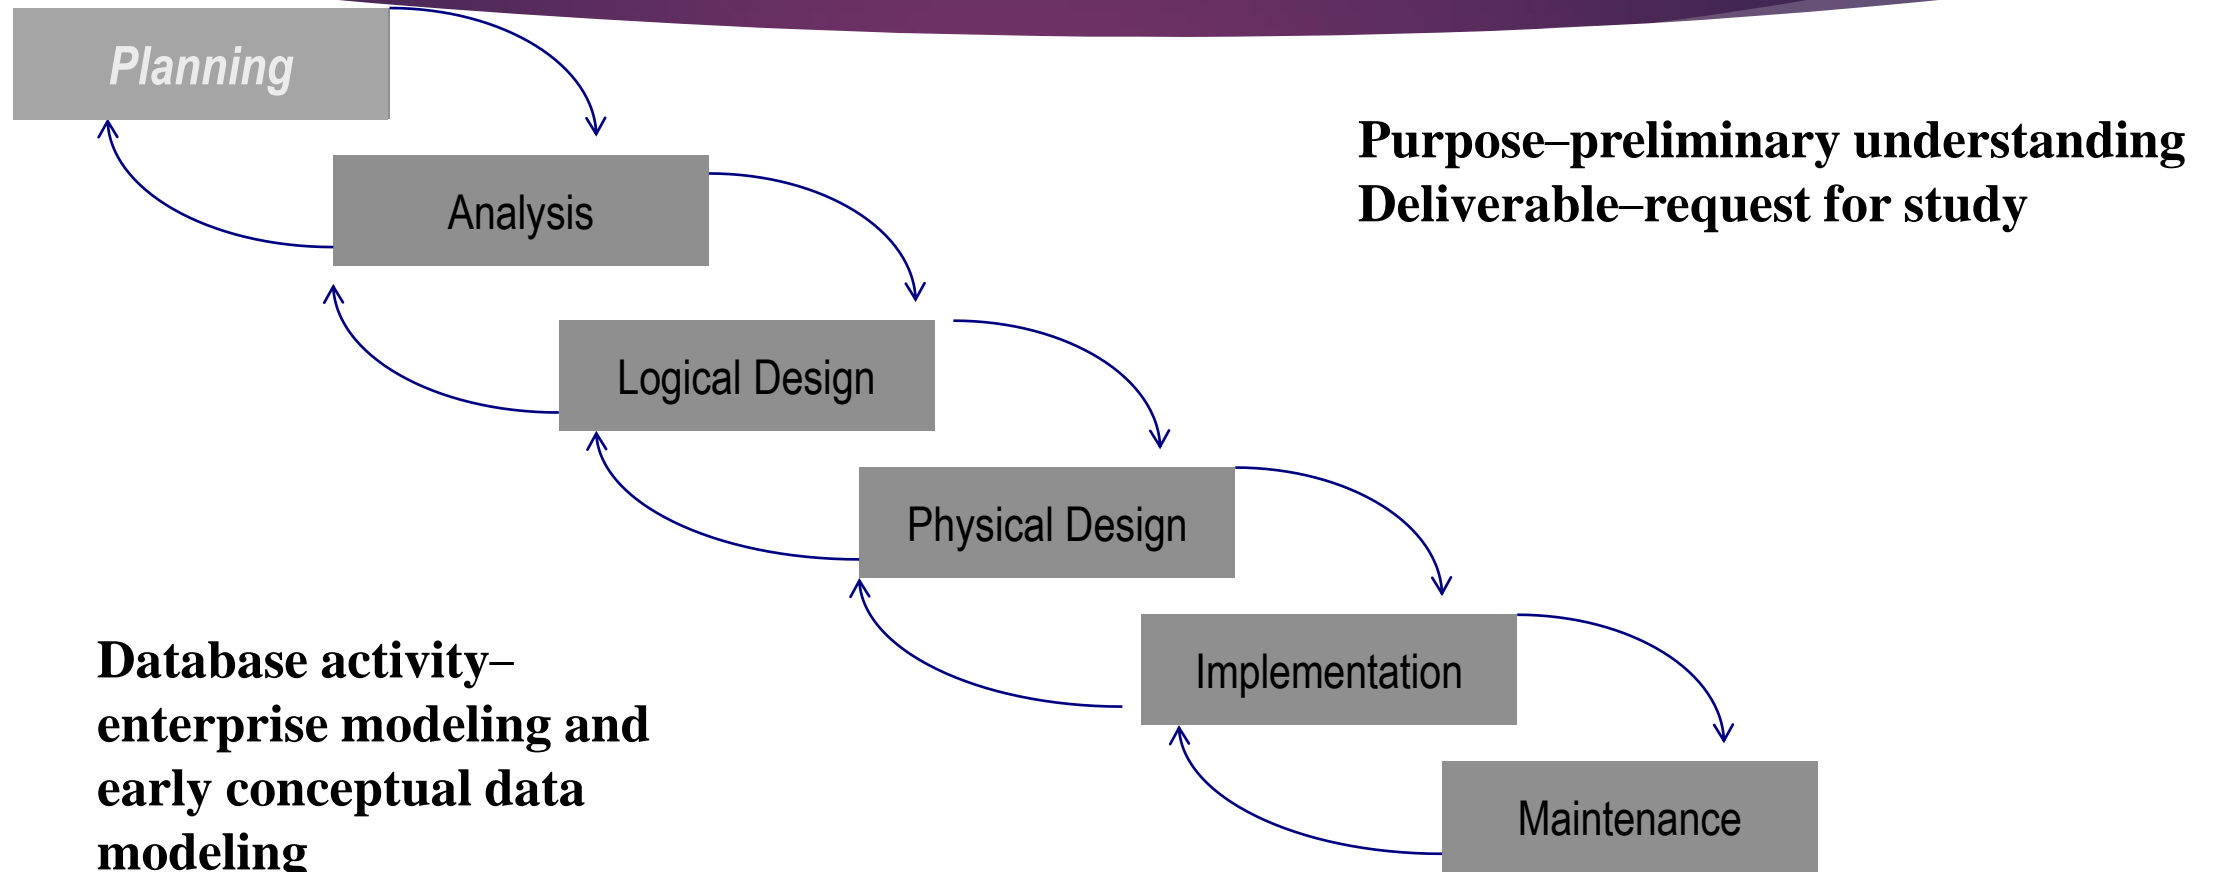 Planning
Purpose–preliminary understanding
Deliverable–request for study
Analysis
Logical Design
Physical Design
Database activity–
enterprise modeling and
early conceptual data
modeling
Implementation
Maintenance